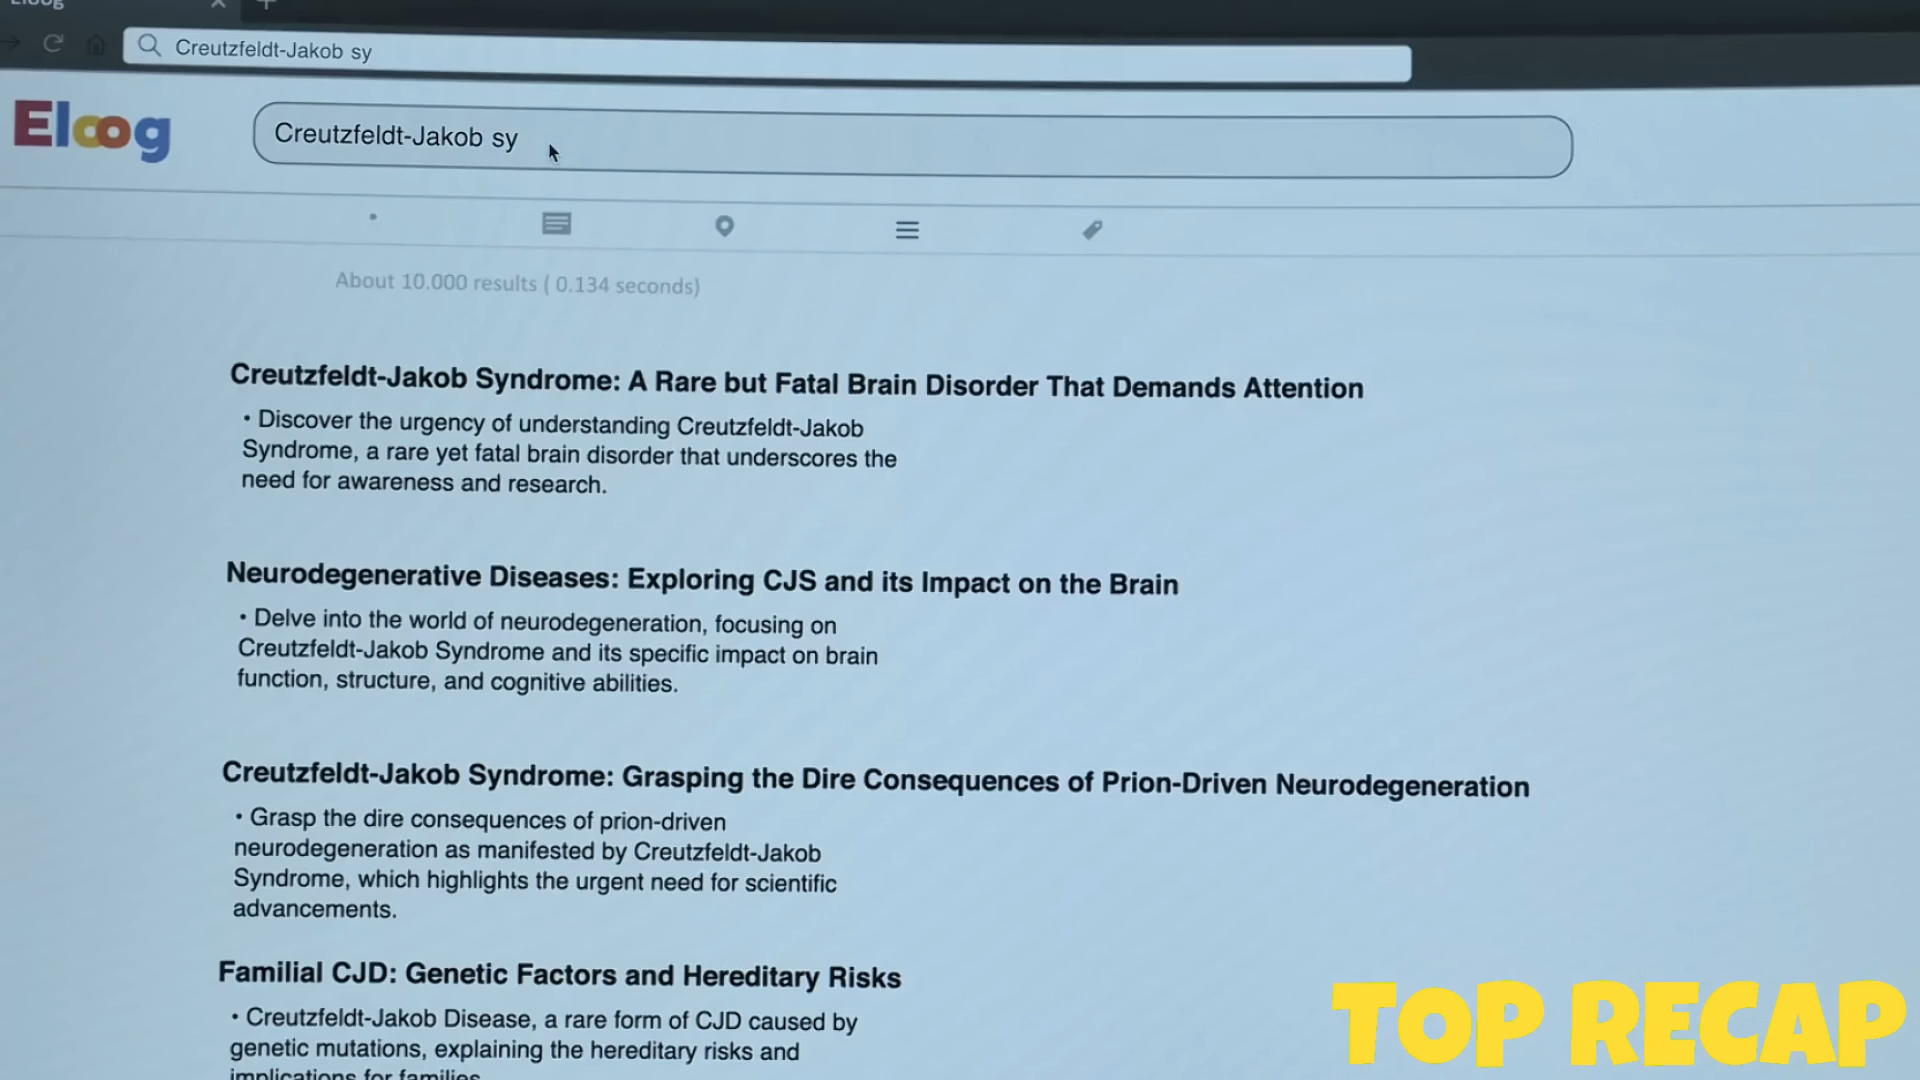 Creutzfeldt-Jakob sy
Elcog
Creutzfeldt-Jakob sy
About 10.000 results ( 0.134 seconds)
Creutzfeldt-Jakob Syndrome: A Rare but Fatal Brain Disorder That Demands Attention
• Discover the urgency of understanding Creutzfeldt-Jakob
Syndrome, a rare yet fatal brain disorder that underscores the
need for awareness and research.
Neurodegenerative Diseases: Exploring CJS and its Impact on the Brain
• Delve into the world of neurodegeneration, focusing on
Creutzfeldt-Jakob Syndrome and its specific impact on brain
function, structure, and cognitive abilities.
Creutzfeldt-Jakob Syndrome: Grasping the Dire Consequences of Prion-Driven Neurodegeneration
• Grasp the dire consequences of prion-driven
neurodegeneration as manifested by Creutzfeldt-Jakob
Syndrome, which highlights the urgent need for scientific
advancements.
Familial CJD: Genetic Factors and Hereditary Risks
• Creutzfeldt-Jakob Disease, a rare form of CJD caused by
genetic mutations, explaining the hereditary risks and
implications for families.
TOP RECAP